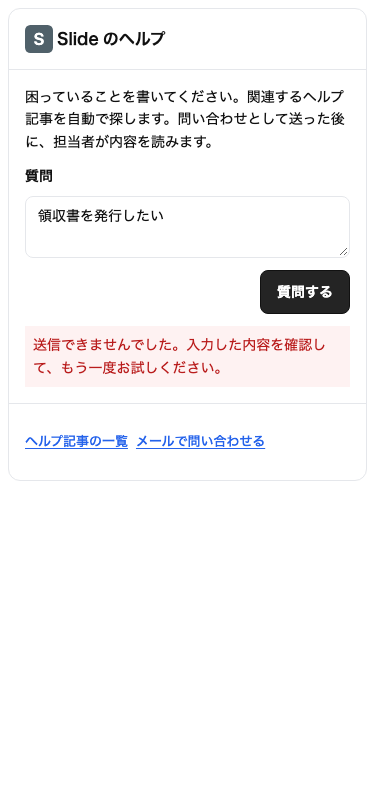 S Slide のヘルプ
困っていることを書いてください。関連するヘルプ
記事を自動で探します。問い合わせとして送った後
に、担当者が内容を読みます。
質問
領収書を発行したい
質問する
送信できませんでした。入力した内容を確認し
て、もう一度お試しください。
ヘルプ記事の一覧 メールで問い合わせる